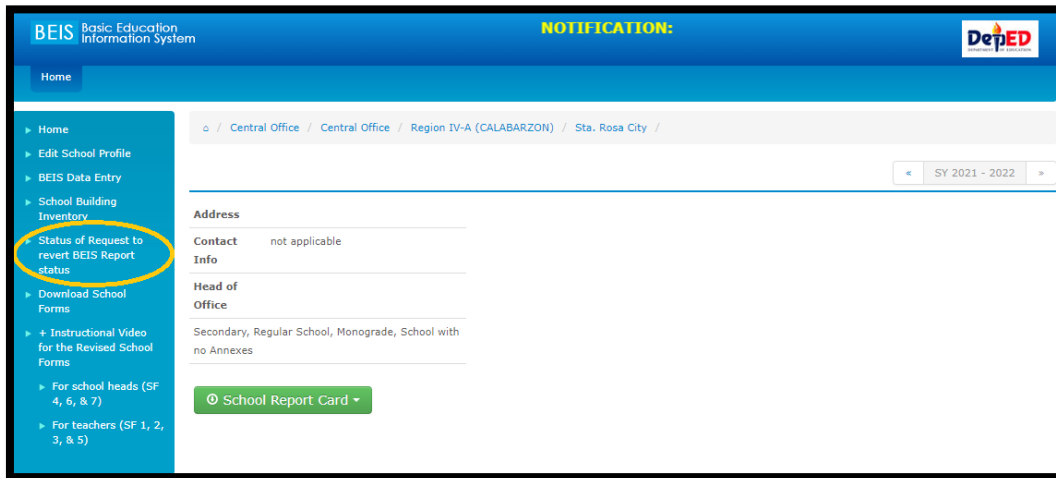 BEIS Basic Education Information System
NOTIFICATION:
DepED
DEPARTMENT OF EDUCATION
Home
Home
Edit School Profile
BEIS Data Entry
School Building
Inventory
Status of Request to
revert BEIS Report
status
Download School
Forms
+ Instructional Video
for the Revised School
Forms
For school heads (SF
4, 6, & 7)
For teachers (SF 1, 2,
3, & 5)
/ Central Office / Central Office / Region IV-A (CALABARZON) / Sta. Rosa City /
« SY 2021 - 2022 »
Address
Contact Info not applicable
Head of
Office
Secondary, Regular School, Monograde, School with
no Annexes
School Report Card